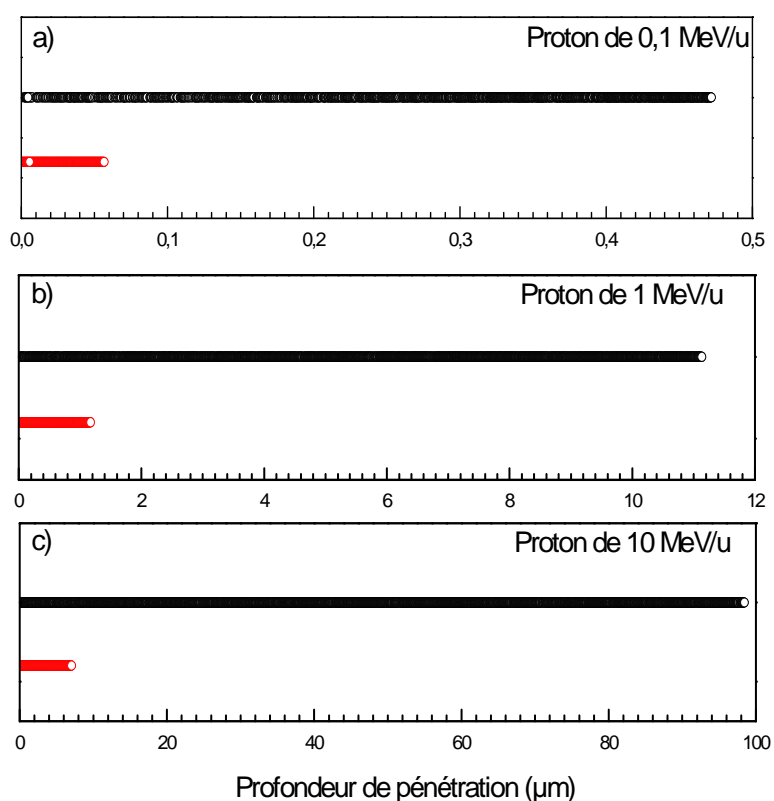 a) Proton de 0,1 MeV/u
0,0 0,1 0,2 0,3 0,4 0,5
b) Proton de 1 MeV/u
0 2 4 6 8 10 12
c) Proton de 10 MeV/u
0 20 40 60 80 100
Profondeur de pénétration (μm)